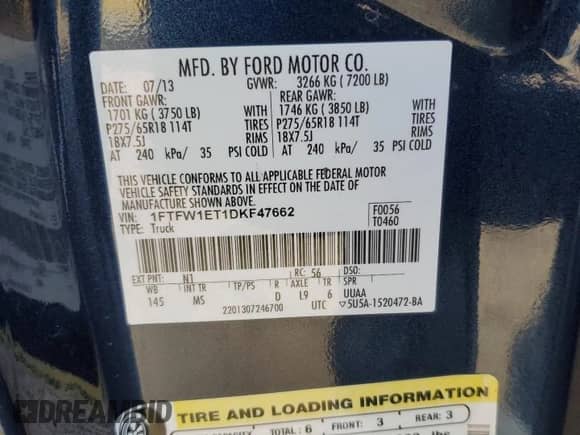 MFD. BY FORD MOTOR CO.
DATE: 07/13 GVWR: 3266 KG ( 7200 LB)
FRONT GAWR: REAR GAWR:
1701 KG ( 3750 LB) WITH 1746 KG ( 3850 LB)
P275/65R18 114T TIRES P275/65R18 114T
18X7.5J RIMS 18X7.5J
AT 240 kPa/ 35 PSI COLD AT 240 kPa/ 35 PSI COLD
THIS VEHICLE CONFORMS TO ALL APPLICABLE FEDERAL MOTOR
VEHICLE SAFETY STANDARDS IN EFFECT ON THE DATE OF
MANUFACTURE SHOWN ABOVE.
VIN: 1FTFW1ET1DKF47662 F0056
TYPE: Truck T0460
EXT PNT: N1 RC: 56 DSO:
WB INT TR TP/PS R AXLE TR SPR
145 MS D L9 6 UUAA
2201307246700 UTC ▽5U5A-1520472-BA
TIRE AND LOADING INFORMATION
TOTAL: 6 FRONT: 3 REAR: 3
DREAMBID